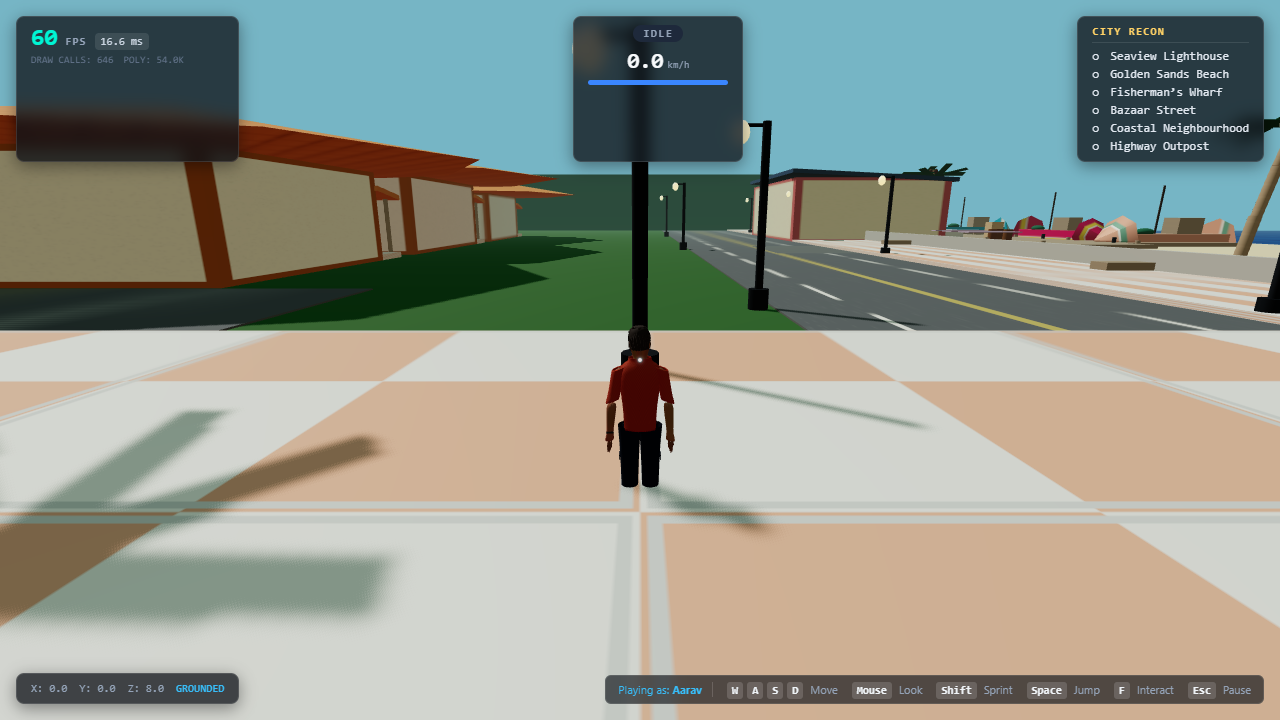 60 FPS 16.6 ms
DRAW CALLS: 646 POLY: 54.0K
IDLE
0.0 km/h
CITY RECON
Seaview Lighthouse
Golden Sands Beach
Fisherman's Wharf
Bazaar Street
Coastal Neighbourhood
Highway Outpost
X: 0.0 Y: 0.0 Z: 8.0 GROUNDED
Playing as: Aarav W A S D Move Mouse Look Shift Sprint Space Jump F Interact Esc Pause